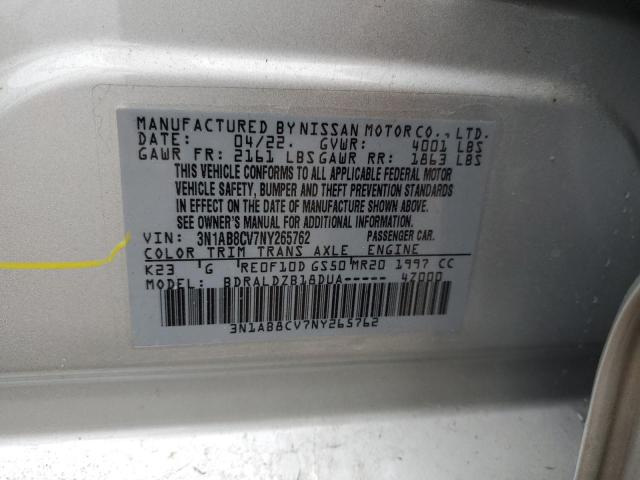 MANUFACTURED BY NISSAN MOTOR CO., LTD.
DATE: 04/22. GVWR: 4001 LBS
GAWR FR: 2161 LBS GAWR RR: 1863 LBS
THIS VEHICLE CONFORMS TO ALL APPLICABLE FEDERAL MOTOR
VEHICLE SAFETY, BUMPER AND THEFT PREVENTION STANDARDS
IN EFFECT ON THE DATE OF MANUFACTURE SHOWN ABOVE.
SEE OWNER'S MANUAL FOR ADDITIONAL INFORMATION.
VIN: 3N1AB8CV7NY265762 PASSENGER CAR.
COLOR TRIM TRANS AXLE ENGINE
K23 G RE0F10D GS50 MR20 1997 CC
MODEL: BDRALDZB18DUA----- 4Z000
3N1AB8CV7NY265762